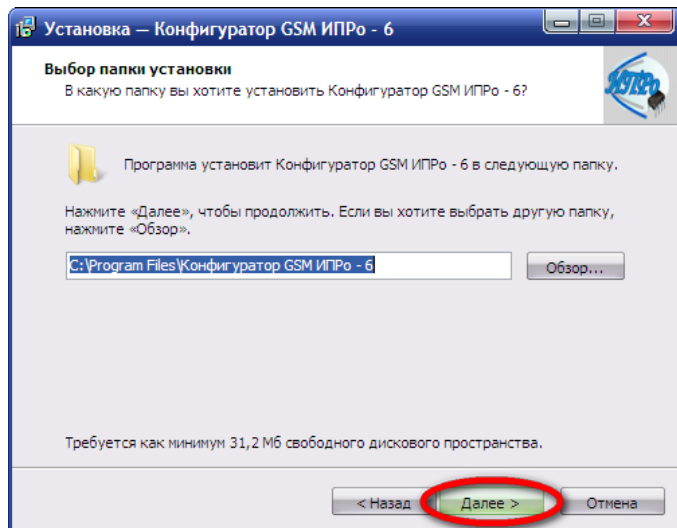 Установка — Конфигуратор GSM ИПРо - 6
Выбор папки установки
В какую папку вы хотите установить Конфигуратор GSM ИПРо - 6?
ИПРо
Программа установит Конфигуратор GSM ИПРо - 6 в следующую папку.
Нажмите «Далее», чтобы продолжить. Если вы хотите выбрать другую папку,
нажмите «Обзор».
C:\Program Files\Конфигуратор GSM ИПРо - 6
Обзор...
Требуется как минимум 31,2 Мб свободного дискового пространства.
< Назад
Далее >
Отмена